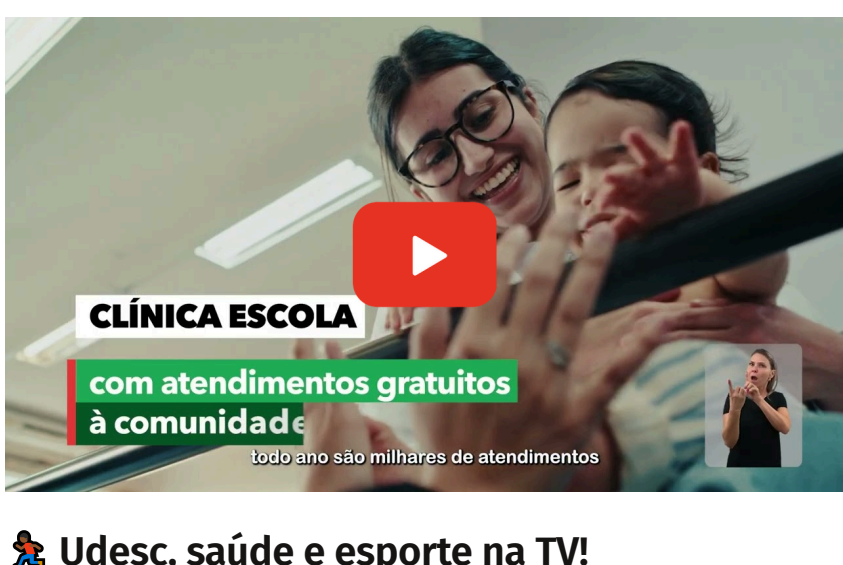 CLÍNICA ESCOLA
com atendimentos gratuitos
à comunidade
todo ano são milhares de atendimentos
Udesc, saúde e esporte na TV!